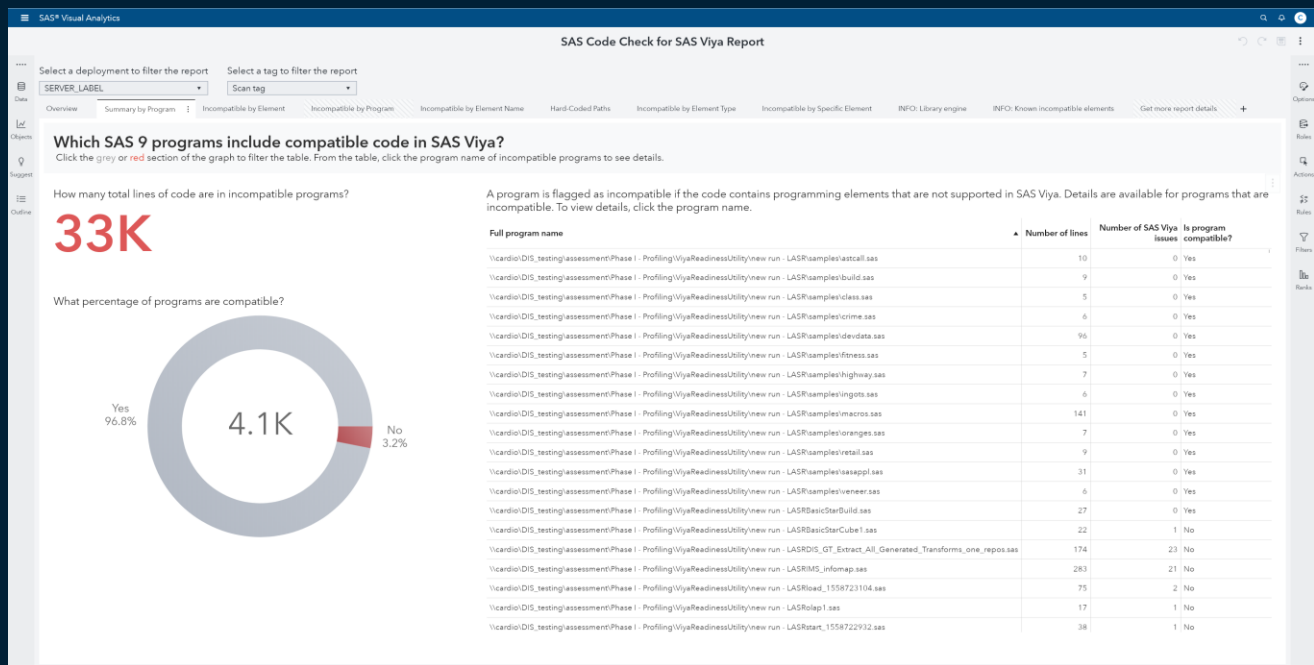 SAS® Visual Analytics
C
SAS Code Check for SAS Viya Report
Select a deployment to filter the report
Select a tag to filter the report
SERVER_LABEL
Scan tag
Overview
Summary by Program
Incompatible by Element
Incompatible by Program
Incompatible by Element Name
Hard-Coded Paths
Incompatible by Element Type
Incompatible by Specific Element
INFO: Library engine
INFO: Known incompatible elements
Get more report details
Data
Objects
Suggest
Outline
Which SAS 9 programs include compatible code in SAS Viya?
Click the grey or red section of the graph to filter the table. From the table, click the program name of incompatible programs to see details.
How many total lines of code are in incompatible programs?
33K
What percentage of programs are compatible?
Yes
96.8%
4.1K
No
3.2%
A program is flagged as incompatible if the code contains programming elements that are not supported in SAS Viya. Details are available for programs that are
incompatible. To view details, click the program name.
Full program name Number of lines Number of SAS Viya issues Is program compatible?
\\cardio\DIS_testing\assessment\Phase I - Profiling\ViyaReadinessUtility\new run - LASR\samples\astcall.sas 10 0 Yes
\\cardio\DIS_testing\assessment\Phase I - Profiling\ViyaReadinessUtility\new run - LASR\samples\build.sas 9 0 Yes
\\cardio\DIS_testing\assessment\Phase I - Profiling\ViyaReadinessUtility\new run - LASR\samples\class.sas 5 0 Yes
\\cardio\DIS_testing\assessment\Phase I - Profiling\ViyaReadinessUtility\new run - LASR\samples\crime.sas 6 0 Yes
\\cardio\DIS_testing\assessment\Phase I - Profiling\ViyaReadinessUtility\new run - LASR\samples\devdata.sas 96 0 Yes
\\cardio\DIS_testing\assessment\Phase I - Profiling\ViyaReadinessUtility\new run - LASR\samples\fitness.sas 5 0 Yes
\\cardio\DIS_testing\assessment\Phase I - Profiling\ViyaReadinessUtility\new run - LASR\samples\highway.sas 7 0 Yes
\\cardio\DIS_testing\assessment\Phase I - Profiling\ViyaReadinessUtility\new run - LASR\samples\ingots.sas 6 0 Yes
\\cardio\DIS_testing\assessment\Phase I - Profiling\ViyaReadinessUtility\new run - LASR\samples\macros.sas 141 0 Yes
\\cardio\DIS_testing\assessment\Phase I - Profiling\ViyaReadinessUtility\new run - LASR\samples\oranges.sas 7 0 Yes
\\cardio\DIS_testing\assessment\Phase I - Profiling\ViyaReadinessUtility\new run - LASR\samples\retail.sas 9 0 Yes
\\cardio\DIS_testing\assessment\Phase I - Profiling\ViyaReadinessUtility\new run - LASR\samples\sasappl.sas 31 0 Yes
\\cardio\DIS_testing\assessment\Phase I - Profiling\ViyaReadinessUtility\new run - LASR\samples\veneer.sas 6 0 Yes
\\cardio\DIS_testing\assessment\Phase I - Profiling\ViyaReadinessUtility\new run - LASRBasicStarBuild.sas 27 0 Yes
\\cardio\DIS_testing\assessment\Phase I - Profiling\ViyaReadinessUtility\new run - LASRBasicStarCube1.sas 22 1 No
\\cardio\DIS_testing\assessment\Phase I - Profiling\ViyaReadinessUtility\new run - LASRDIS_GT_Extract_All_Generated_Transforms_one_repos.sas 174 23 No
\\cardio\DIS_testing\assessment\Phase I - Profiling\ViyaReadinessUtility\new run - LASRIMS_infomap.sas 283 21 No
\\cardio\DIS_testing\assessment\Phase I - Profiling\ViyaReadinessUtility\new run - LASRload_1558723104.sas 75 2 No
\\cardio\DIS_testing\assessment\Phase I - Profiling\ViyaReadinessUtility\new run - LASRolap1.sas 17 1 No
\\cardio\DIS_testing\assessment\Phase I - Profiling\ViyaReadinessUtility\new run - LASRstart_1558722932.sas 38 1 No
Options
Roles
Actions
Rules
Filters
Ranks